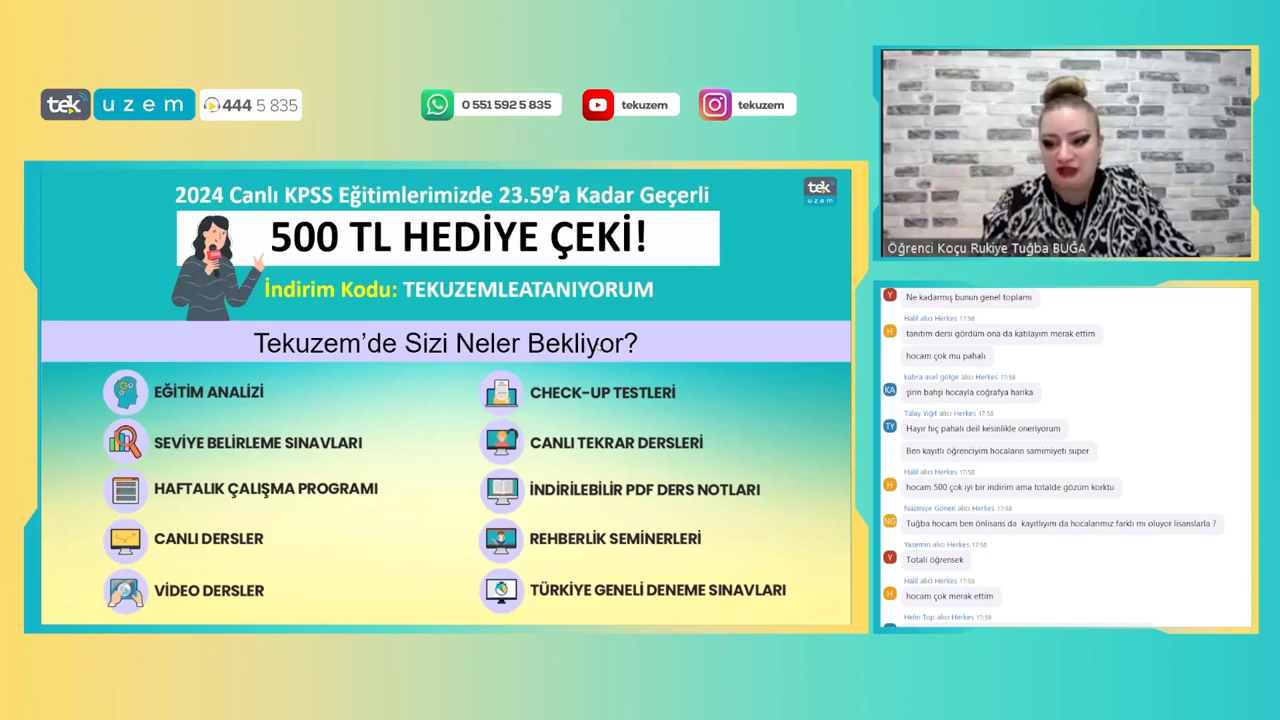 tek uzem 444 5 835
0 551 592 5 835
tekuzem
tekuzem
2024 Canlı KPSS Eğitimlerimizde 23.59'a Kadar Geçerli
tek
uzem
500 TL HEDİYE ÇEKİ!
İndirim Kodu: TEKUZEMLEATANIYORUM
Tekuzem'de Sizi Neler Bekliyor?
EĞİTİM ANALİZİ
SEVİYE BELİRLEME SINAVLARI
HAFTALIK ÇALIŞMA PROGRAMI
CANLI DERSLER
VİDEO DERSLER
CHECK-UP TESTLERİ
CANLI TEKRAR DERSLERİ
İNDİRİLEBİLİR PDF DERS NOTLARI
REHBERLİK SEMİNERLERİ
TÜRKİYE GENELİ DENEME SINAVLARI
Öğrenci Koçu Rukiye Tuğba BUĞA
Y
Ne kadarmış bunun genel toplamı
Halil alıcı Herkes 17:58
H
tanıtım dersi gördüm ona da katılayım merak ettim
hocam çok mu pahalı
kübra asel gölge alıcı Herkes 17:58
KA
şirin bahşi hocayla coğrafya harika
Tülay Yiğit alıcı Herkes 17:58
TY
Hayır hiç pahalı deil kesinlikle oneriyorum
Ben kayıtlı öğrenciyim hocaların samimiyeti super
Halil alıcı Herkes 17:58
H
hocam 500 çok iyi bir indirim ama totalde gözüm korktu
Nazmiye Gönen alıcı Herkes 17:58
NG
Tuğba hocam ben önlisans da kayıtlıyım da hocalarımız farklı mı oluyor lisanslarla ?
Yasemin alıcı Herkes 17:58
Y
Totali öğrensek
Halil alıcı Herkes 17:59
H
hocam çok merak ettim
Helin Top alıcı Herkes 17:59